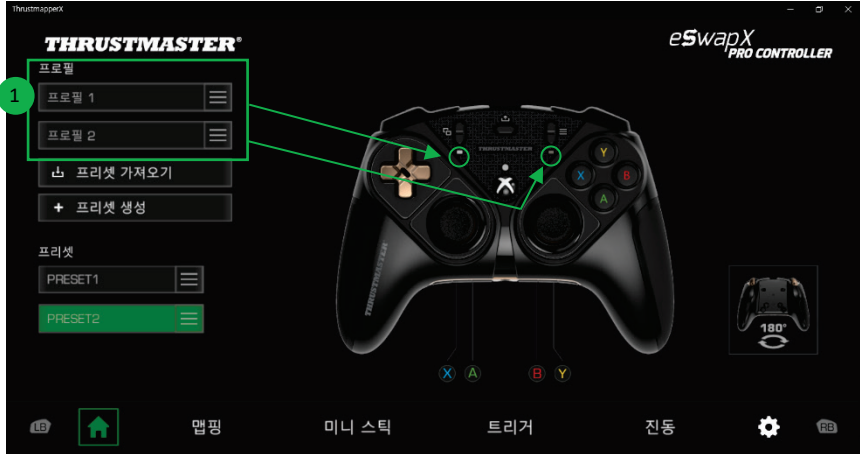 ThrustmapperX
THRUSTMASTER®
eSwapX
PRO CONTROLLER
프로필
1
프로필 1
프로필 2
프리셋 가져오기
+ 프리셋 생성
프리셋
PRESET1
PRESET2
THRUSTMASTER
Y
X
B
A
THRUSTMASTER
X A B Y
180°
LB
맵핑
미니 스틱
트리거
진동
RB